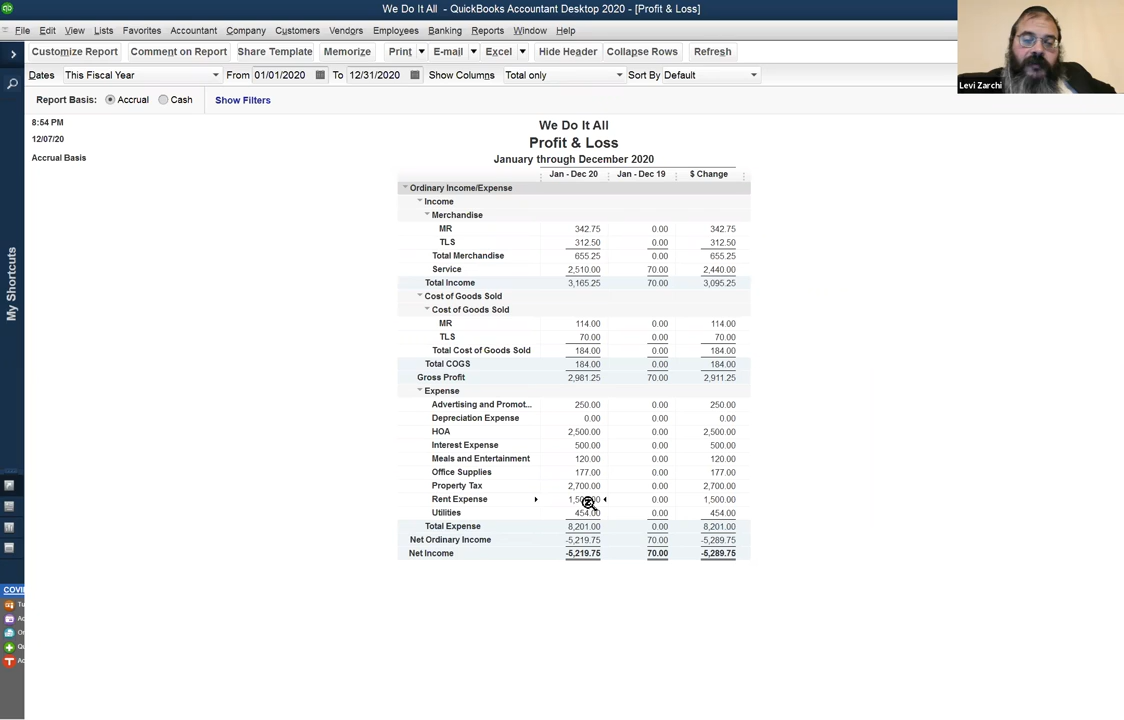 We Do It All - QuickBooks Accountant Desktop 2020 - [Profit & Loss]
File Edit View Lists Favorites Accountant Company Customers Vendors Employees Banking Reports Window Help
Customize Report Comment on Report Share Template Memorize Print E-mail Excel Hide Header Collapse Rows Refresh
Dates This Fiscal Year From 01/01/2020 To 12/31/2020 Show Columns Total only Sort By Default
Levi Zarchi
Report Basis: Accrual Cash Show Filters
8:54 PM
12/07/20
Accrual Basis
We Do It All
Profit & Loss
January through December 2020
Jan - Dec 20 Jan - Dec 19 $ Change
Ordinary Income/Expense
Income
Merchandise
MR 342.75 0.00 342.75
TLS 312.50 0.00 312.50
Total Merchandise 655.25 0.00 655.25
Service 2,510.00 70.00 2,440.00
Total Income 3,165.25 70.00 3,095.25
Cost of Goods Sold
Cost of Goods Sold
MR 114.00 0.00 114.00
TLS 70.00 0.00 70.00
Total Cost of Goods Sold 184.00 0.00 184.00
Total COGS 184.00 0.00 184.00
Gross Profit 2,981.25 70.00 2,911.25
Expense
Advertising and Promot... 250.00 0.00 250.00
Depreciation Expense 0.00 0.00 0.00
HOA 2,500.00 0.00 2,500.00
Interest Expense 500.00 0.00 500.00
Meals and Entertainment 120.00 0.00 120.00
Office Supplies 177.00 0.00 177.00
Property Tax 2,700.00 0.00 2,700.00
Rent Expense 0.00 1,500.00
Utilities 454.00 0.00 454.00
Total Expense 8,201.00 0.00 8,201.00
Net Ordinary Income -5,219.75 70.00 -5,289.75
Net Income -5,219.75 70.00 -5,289.75
My Shortcuts
COVI
Tu
Ac
Or
Qu
Ac